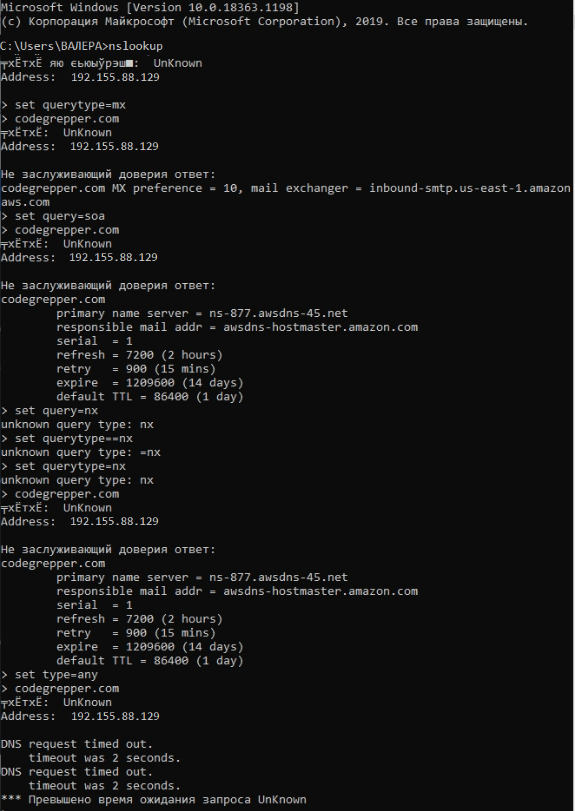 Microsoft Windows [Version 10.0.18363.1198]
(c) Корпорация Майкрософт (Microsoft Corporation), 2019. Все права защищены.
C:\Users\ВАЛЕРА>nslookup
╤хЁтхЁ яю єьюыўрэш■:  UnKnown
Address:  192.155.88.129
> set querytype=mx
> codegrepper.com
╤хЁтхЁ:  UnKnown
Address:  192.155.88.129
Не заслуживающий доверия ответ:
codegrepper.com MX preference = 10, mail exchanger = inbound-smtp.us-east-1.amazon
aws.com
> set query=soa
> codegrepper.com
╤хЁтхЁ:  UnKnown
Address:  192.155.88.129
Не заслуживающий доверия ответ:
codegrepper.com
        primary name server = ns-877.awsdns-45.net
        responsible mail addr = awsdns-hostmaster.amazon.com
        serial  = 1
        refresh = 7200 (2 hours)
        retry   = 900 (15 mins)
        expire  = 1209600 (14 days)
        default TTL = 86400 (1 day)
> set query=nx
unknown query type: nx
> set querytype==nx
unknown query type: =nx
> set querytype=nx
unknown query type: nx
> codegrepper.com
╤хЁтхЁ:  UnKnown
Address:  192.155.88.129
Не заслуживающий доверия ответ:
codegrepper.com
        primary name server = ns-877.awsdns-45.net
        responsible mail addr = awsdns-hostmaster.amazon.com
        serial  = 1
        refresh = 7200 (2 hours)
        retry   = 900 (15 mins)
        expire  = 1209600 (14 days)
        default TTL = 86400 (1 day)
> set type=any
> codegrepper.com
╤хЁтхЁ:  UnKnown
Address:  192.155.88.129
DNS request timed out.
    timeout was 2 seconds.
DNS request timed out.
    timeout was 2 seconds.
*** Превышено время ожидания запроса UnKnown